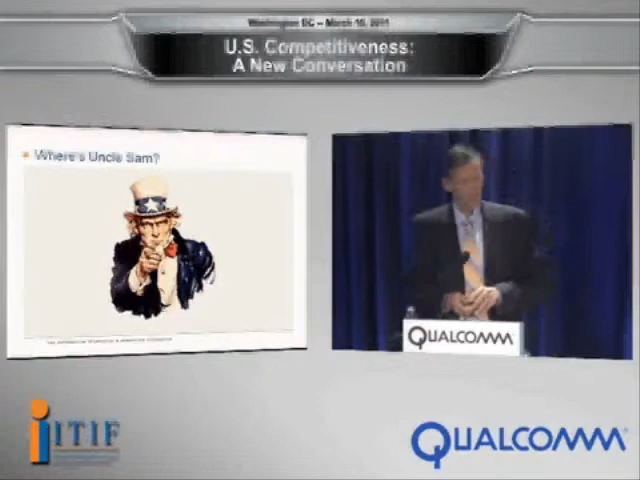 Washington DC – March 16, 2011
U.S. Competitiveness:
A New Conversation
Where's Uncle Sam?
QUALCOMM
ITIF
QUALCOMM